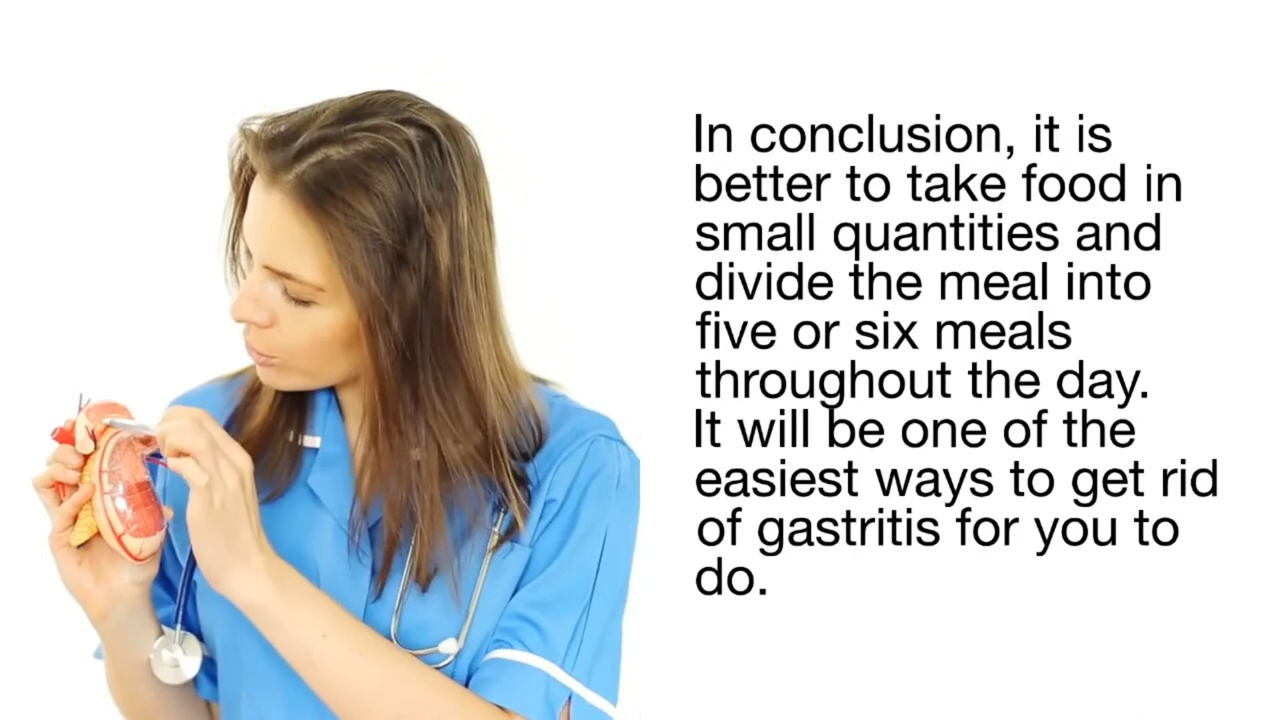 In conclusion, it is
better to take food in
small quantities and
divide the meal into
five or six meals
throughout the day.
It will be one of the
easiest ways to get rid
of gastritis for you to
do.